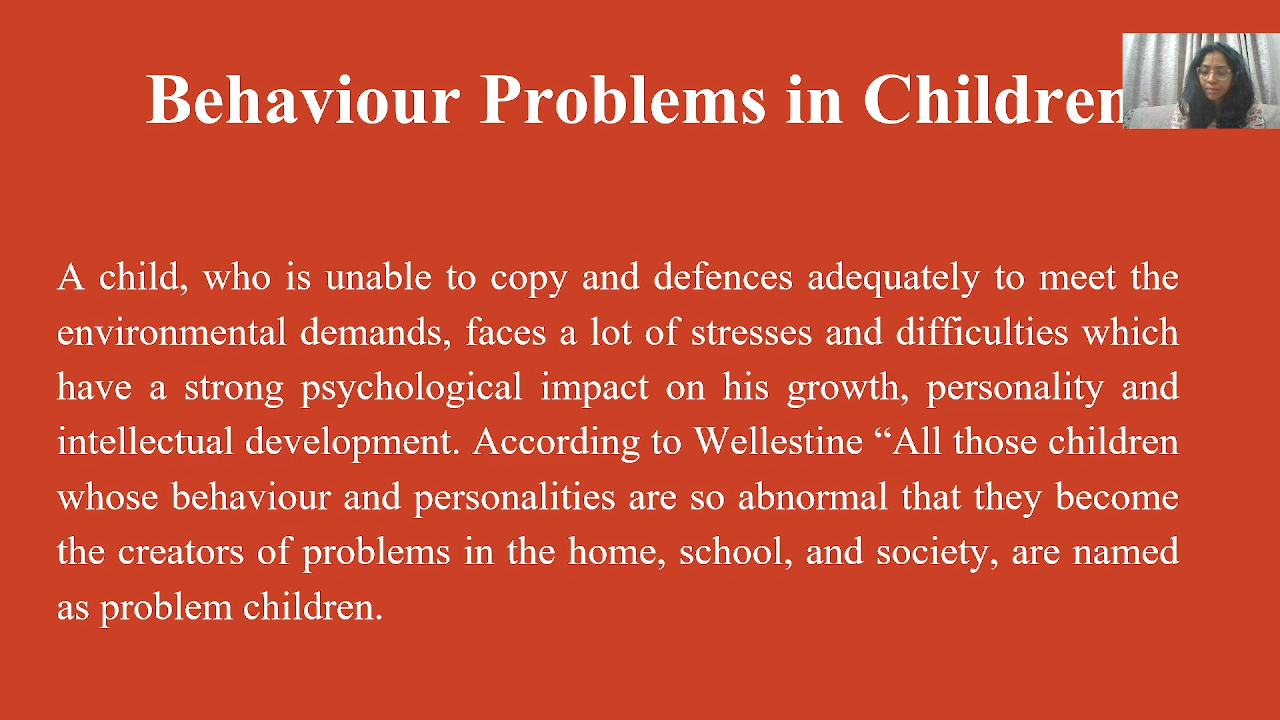 Behaviour Problems in Children
A child, who is unable to copy and defences adequately to meet the
environmental demands, faces a lot of stresses and difficulties which
have a strong psychological impact on his growth, personality and
intellectual development. According to Wellestine “All those children
whose behaviour and personalities are so abnormal that they become
the creators of problems in the home, school, and society, are named
as problem children.